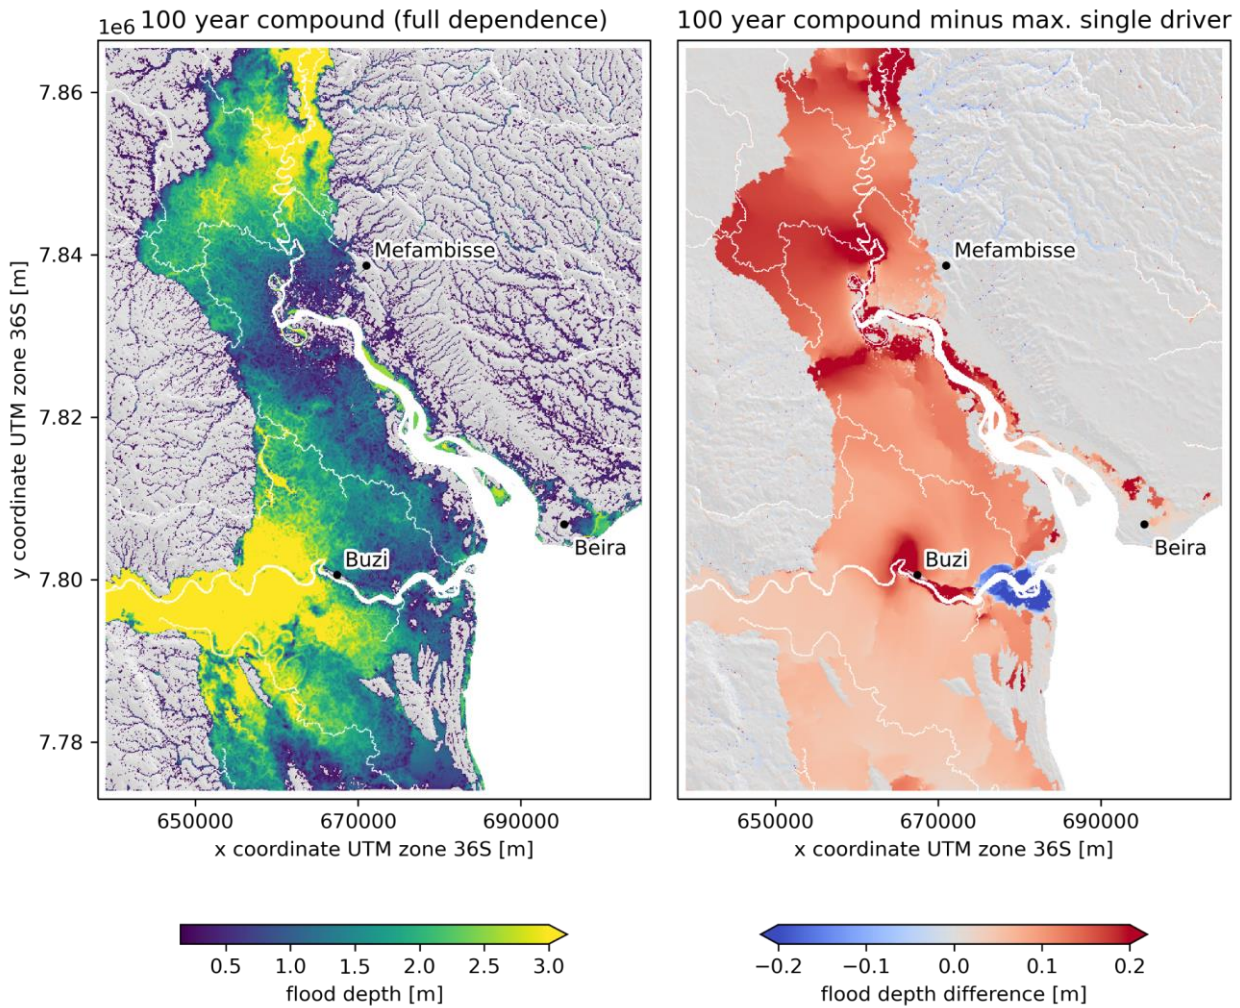 100 year compound (full dependence)
100 year compound minus max. single driver
1e6
7.86
7.84
7.82
7.80
7.78
y coordinate UTM zone 36S [m]
Mefambisse
Buzi
Beira
Mefambisse
Buzi
Beira
650000 670000 690000
x coordinate UTM zone 36S [m]
650000 670000 690000
x coordinate UTM zone 36S [m]
0.5 1.0 1.5 2.0 2.5 3.0
flood depth [m]
−0.2 −0.1 0.0 0.1 0.2
flood depth difference [m]